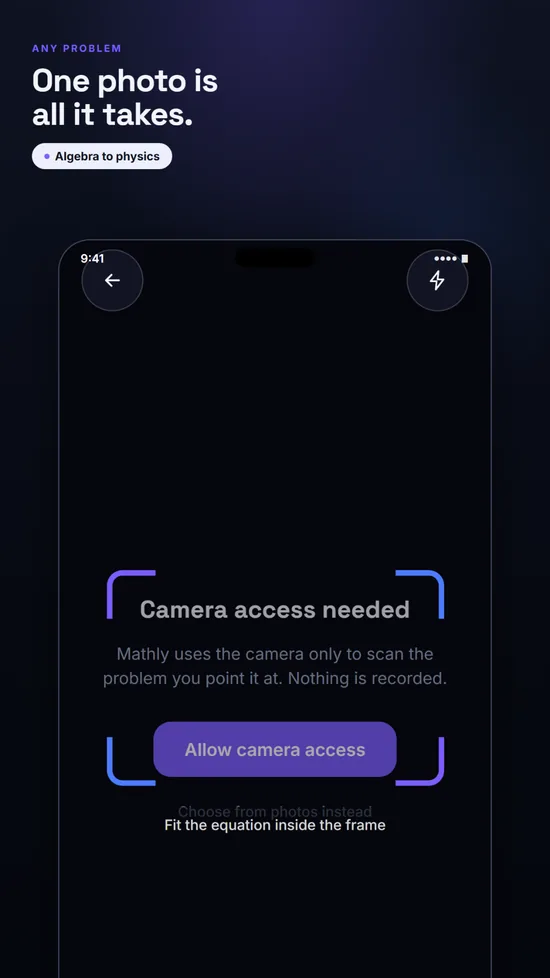 ANY PROBLEM
One photo is
all it takes.
Algebra to physics
9:41
Camera access needed
Mathly uses the camera only to scan the
problem you point it at. Nothing is recorded.
Allow camera access
Choose from photos instead
Fit the equation inside the frame